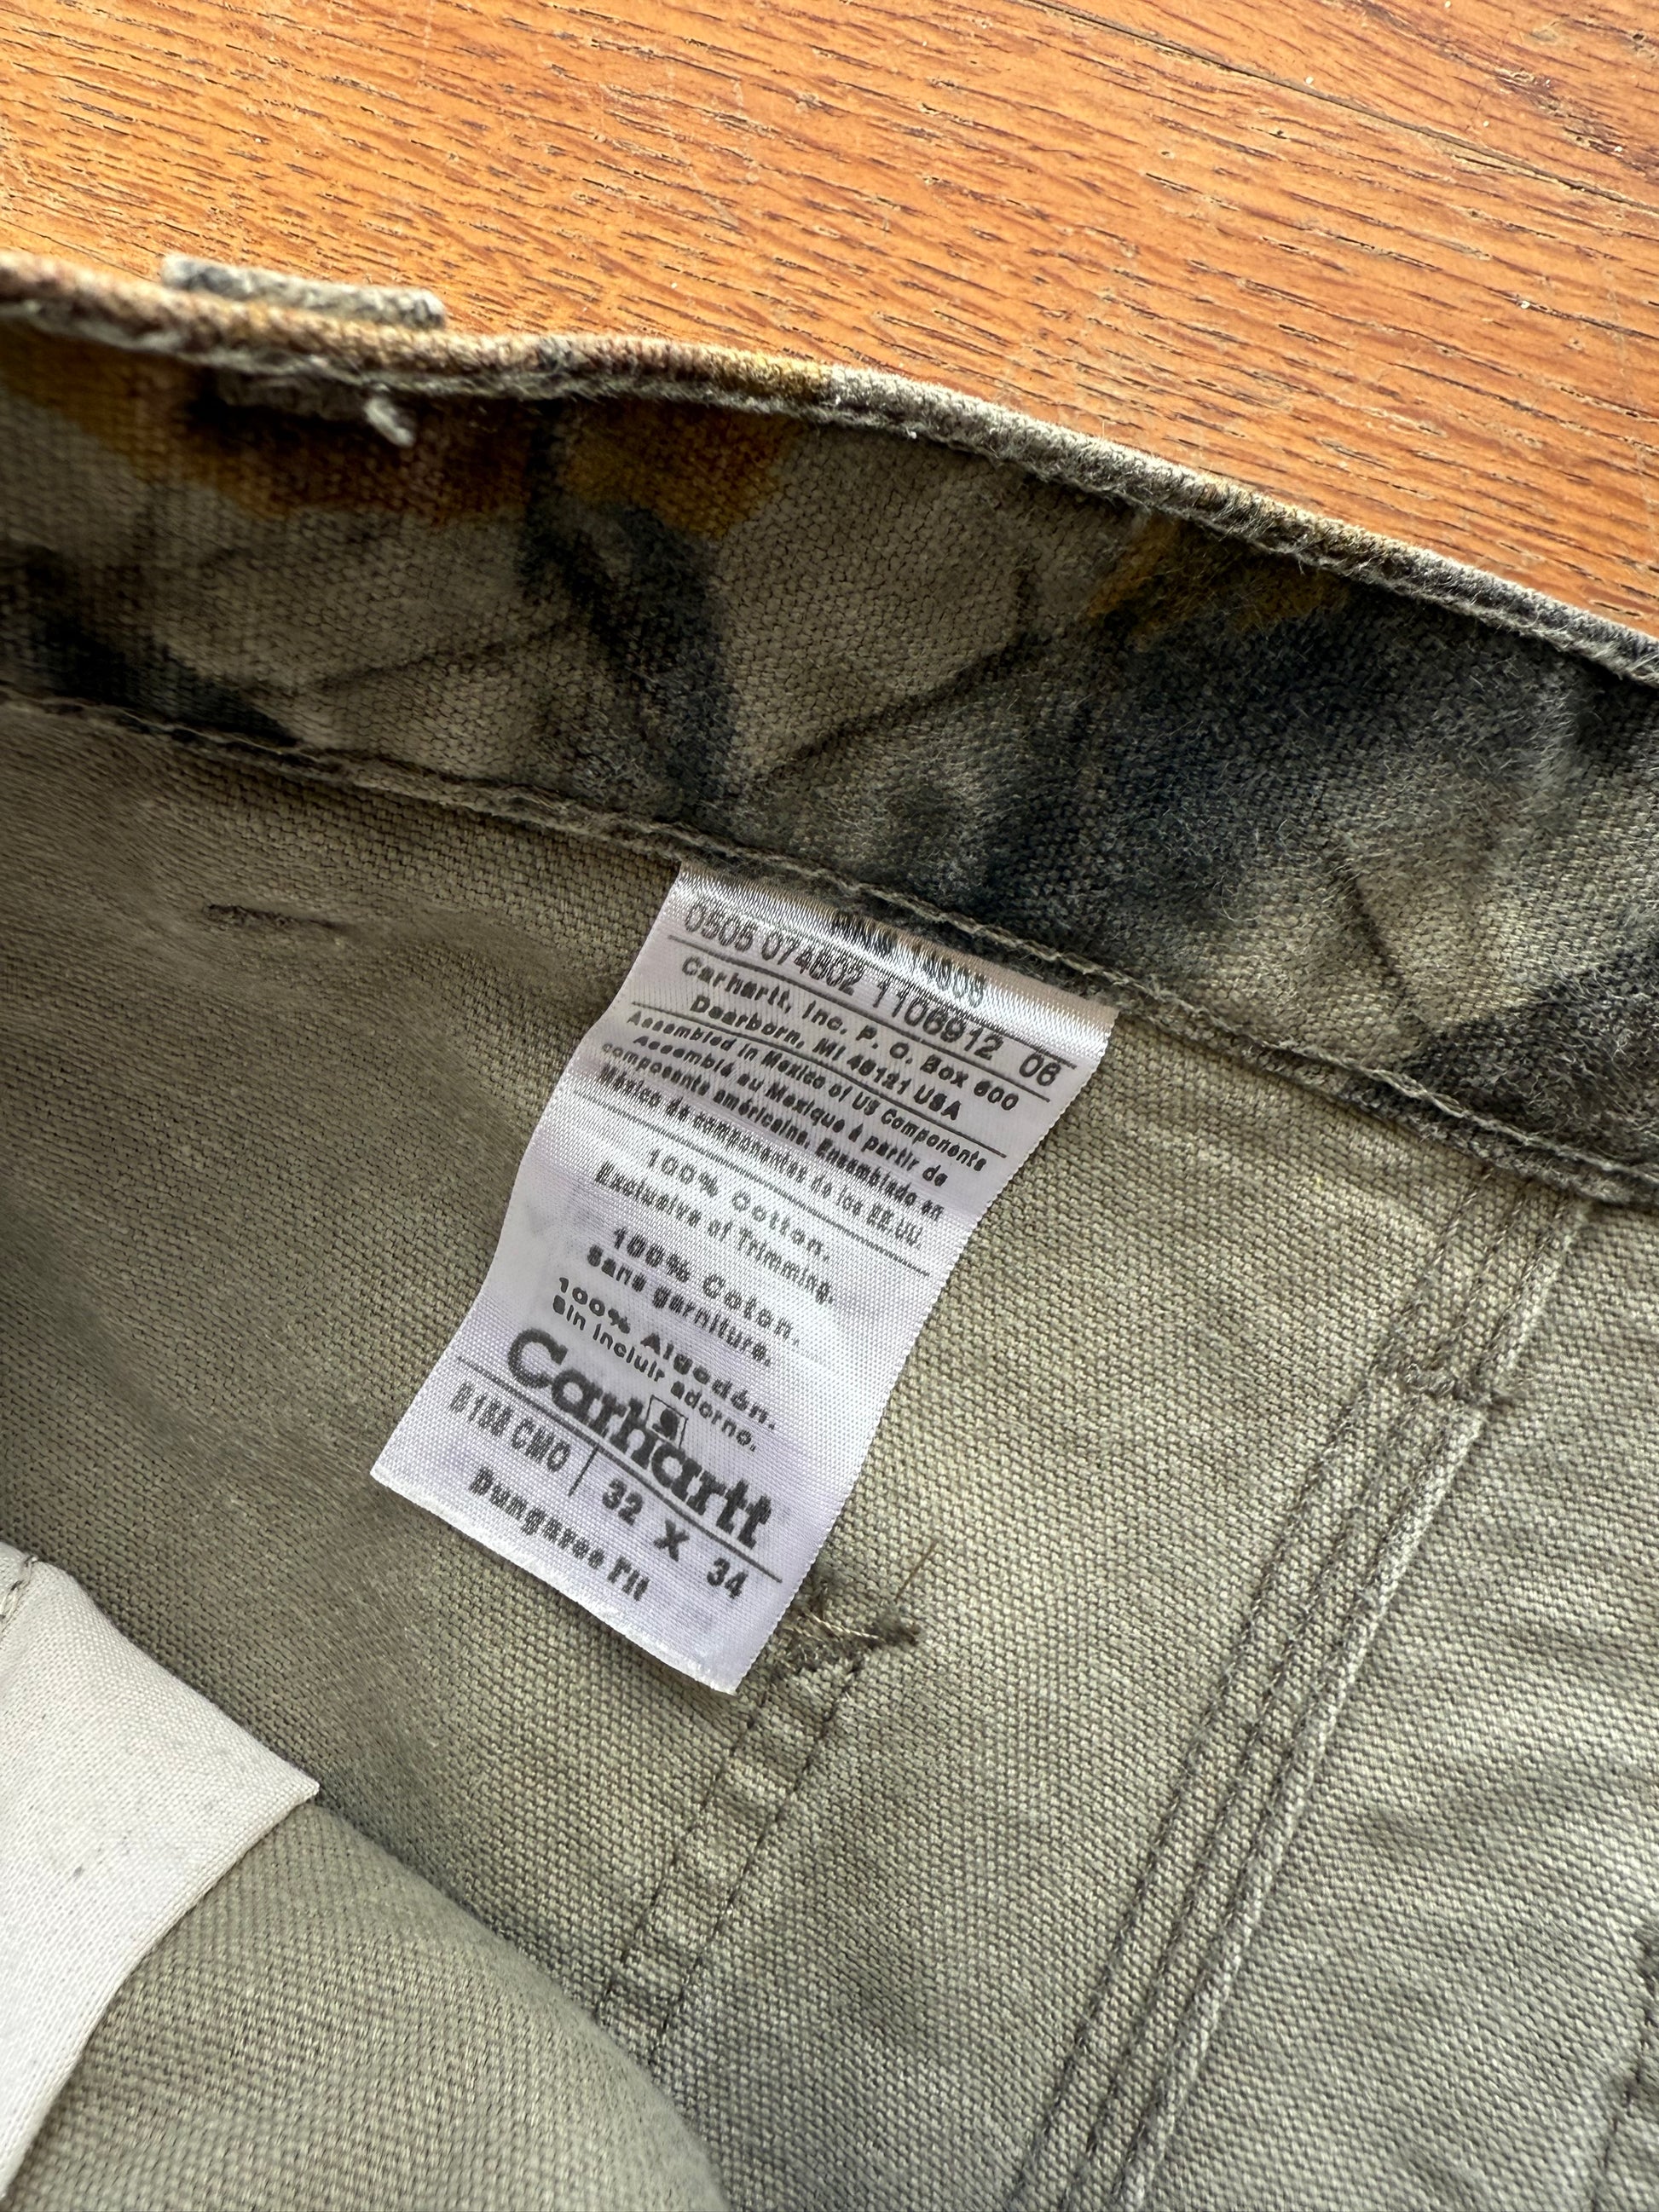 0505 074802 1106912 06
Carhartt, Inc. P. O. Box 600
Dearborn, MI 48121 USA
Assembled in Mexico of US Components
Assemblé au Mexique à partir de
composants américains. Ensamblado en
México de componentes de los EE.UU.
100% Cotton.
Exclusive of Trimming.
100% Coton.
sans garniture.
100% Algodón.
Sin incluir adorno.
Carhartt
B158 CMO | 32 X 34
Dungaree Fit